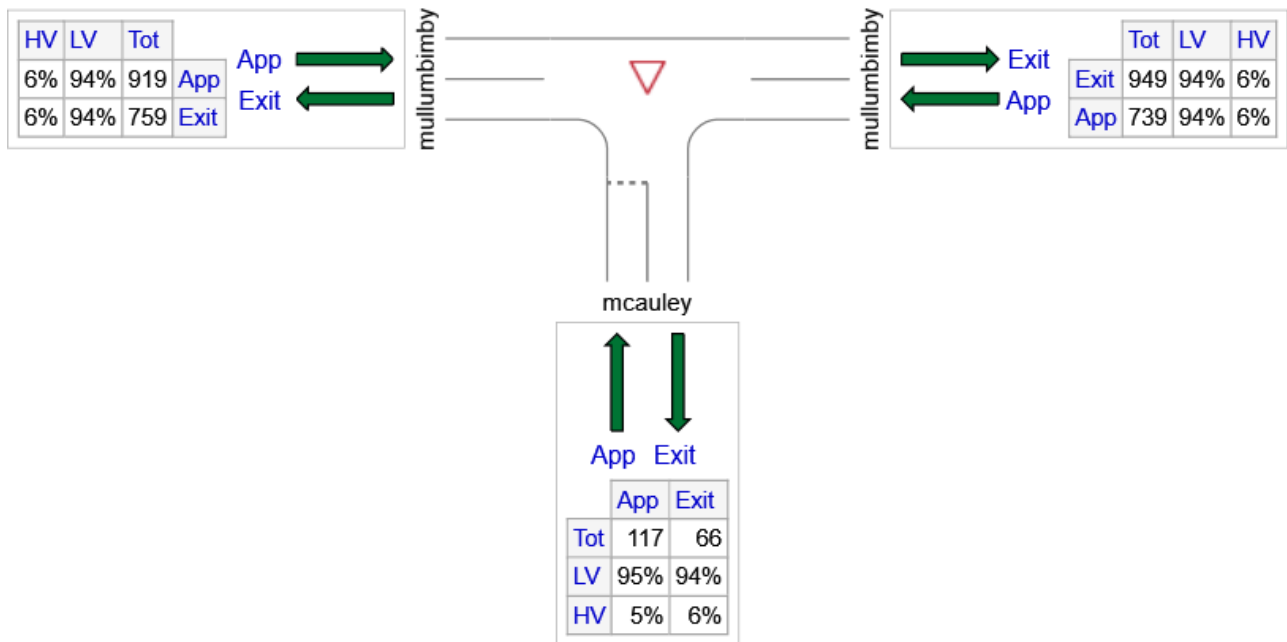 HV LV Tot
6% 94% 919 App
6% 94% 759 Exit
App
Exit
mullumbimby
mullumbimby
Exit
App
Tot LV HV
Exit 949 94% 6%
App 739 94% 6%
mcauley
App Exit
App Exit
Tot 117 66
LV 95% 94%
HV 5% 6%